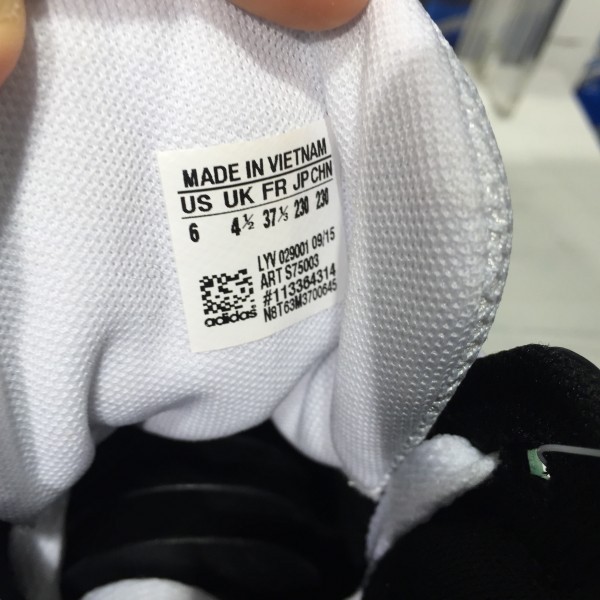 MADE IN VIETNAM
US UK FR JP CHN
6 4½ 37⅓ 230 230
LYV 029001 09/15
ART S75003
#113364314
N8T63M3700645
adidas